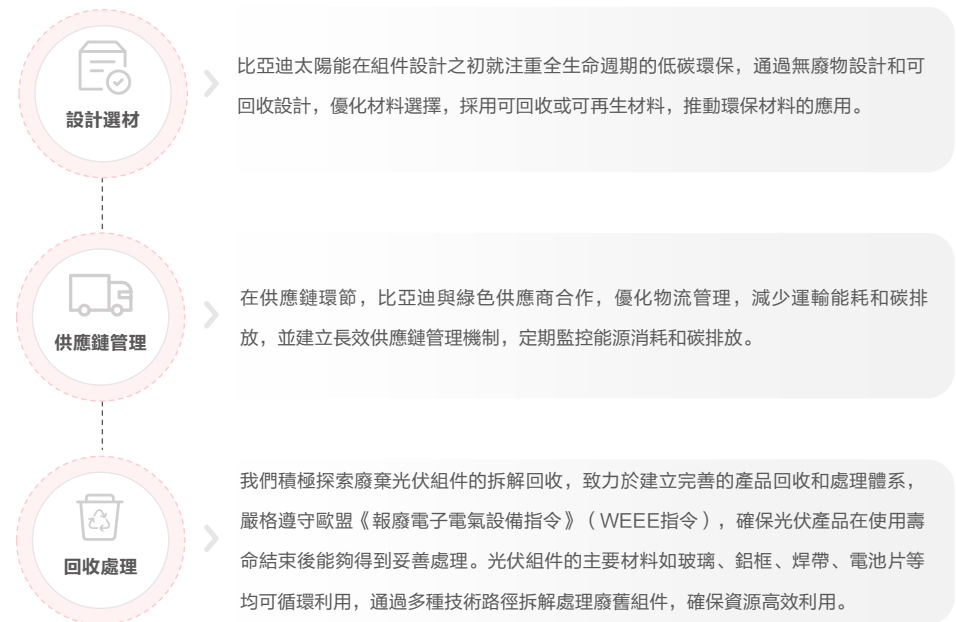 設計選材
比亞迪太陽能在組件設計之初就注重全生命週期的低碳環保，通過無廢物設計和可
回收設計，優化材料選擇，採用可回收或可再生材料，推動環保材料的應用。
供應鏈管理
在供應鏈環節，比亞迪與綠色供應商合作，優化物流管理，減少運輸能耗和碳排
放，並建立長效供應鏈管理機制，定期監控能源消耗和碳排放。
回收處理
我們積極探索廢棄光伏組件的拆解回收，致力於建立完善的產品回收和處理體系，
嚴格遵守歐盟《報廢電子電氣設備指令》（WEEE指令），確保光伏產品在使用壽
命結束後能夠得到妥善處理。光伏組件的主要材料如玻璃、鋁框、焊帶、電池片等
均可循環利用，通過多種技術路徑拆解處理廢舊組件，確保資源高效利用。